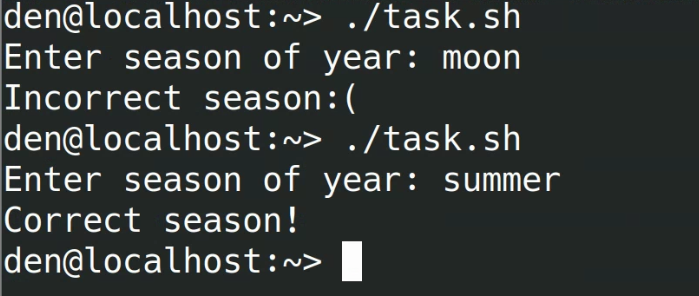 den@localhost:~> ./task.sh
Enter season of year: moon
Incorrect season:(
den@localhost:~> ./task.sh
Enter season of year: summer
Correct season!
den@localhost:~>